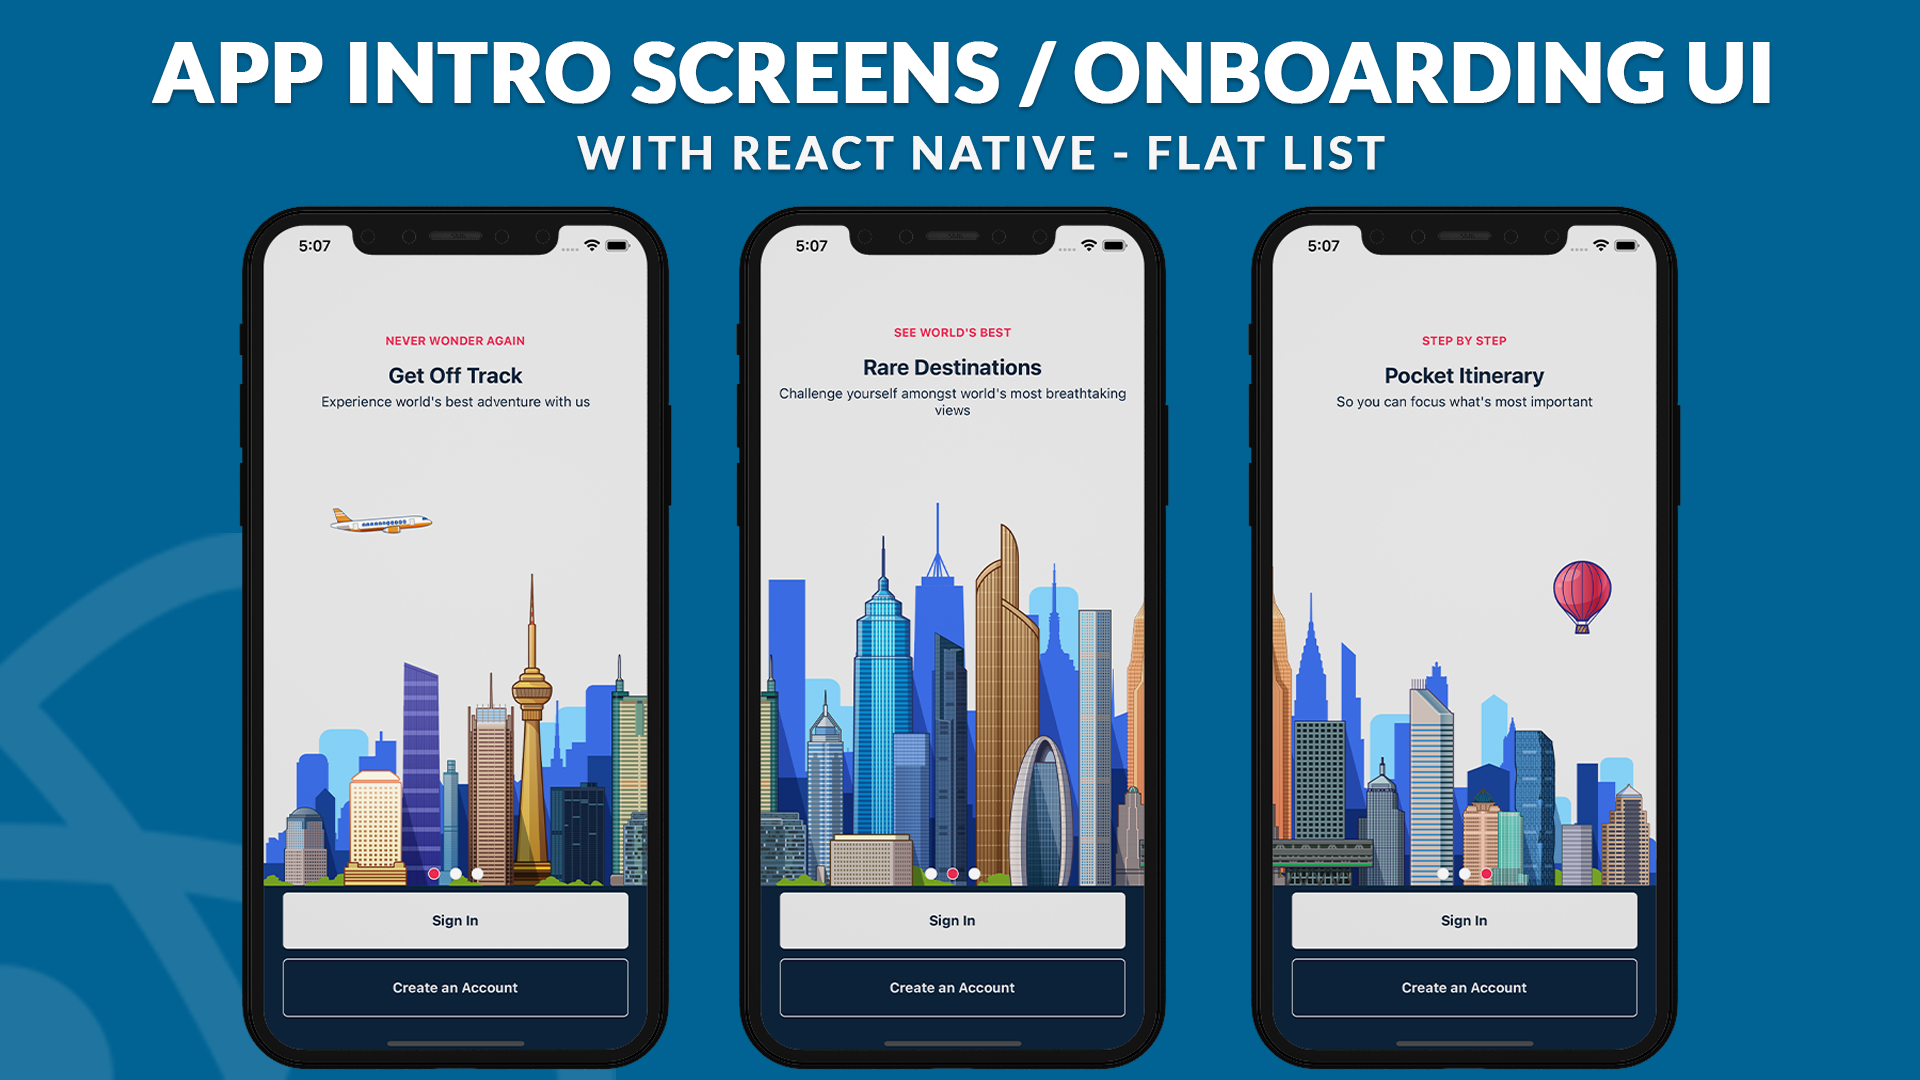 APP INTRO SCREENS / ONBOARDING UI
WITH REACT NATIVE - FLAT LIST
5:07
NEVER WONDER AGAIN
Get Off Track
Experience world's best adventure with us
Sign In
Create an Account
5:07
SEE WORLD'S BEST
Rare Destinations
Challenge yourself amongst world's most breathtaking
views
Sign In
Create an Account
5:07
STEP BY STEP
Pocket Itinerary
So you can focus what's most important
Sign In
Create an Account